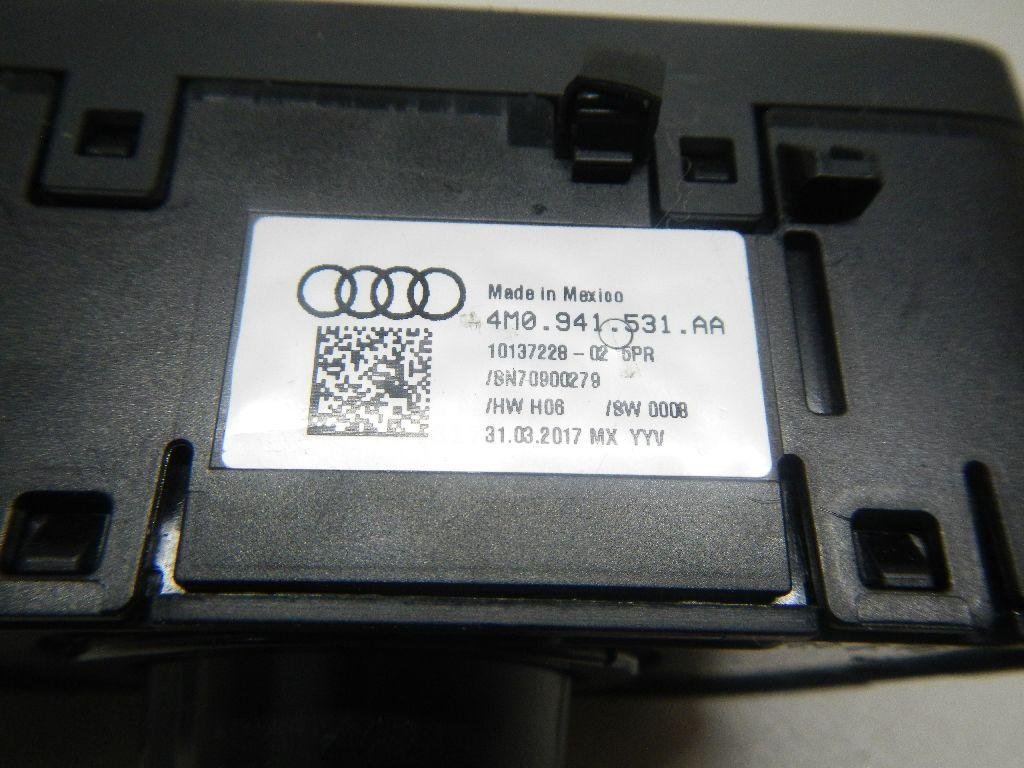 Made in Mexico
4M0.941.531.AA
10137228-02 5PR
/SN70900279
/HW H06 /SW 0008
31.03.2017 MX YYV